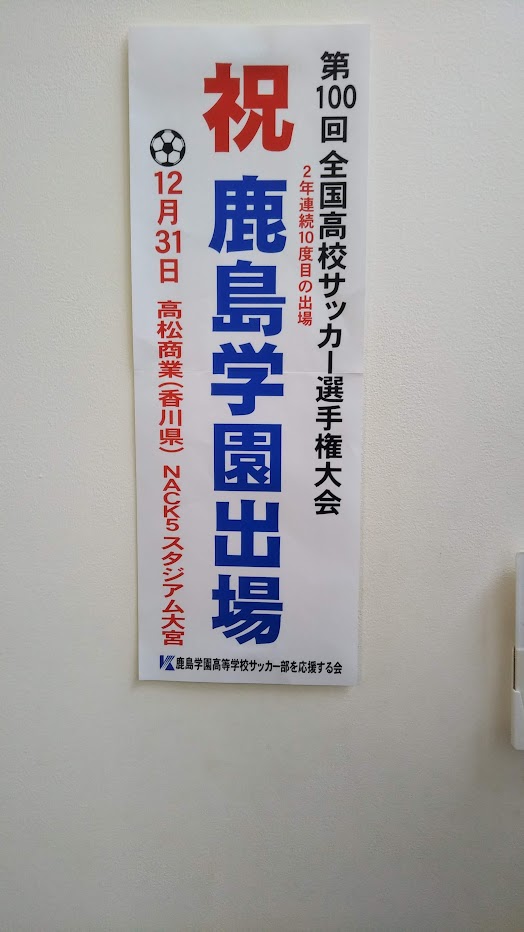 第100回 全国高校サッカー選手権大会
2年連続10度目の出場
祝 鹿島学園出場
12月31日 高松商業(香川県) NACK5スタジアム大宮
鹿島学園高等学校サッカー部を応援する会